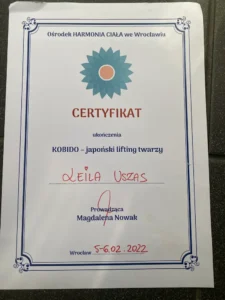 Ośrodek HARMONIA CIAŁA we Wrocławiu
CERTYFIKAT
ukończenia
KOBIDO - japoński lifting twarzy
LEILA USZAS
Prowadząca
Magdalena Nowak
Wrocław 5-6.02.2022